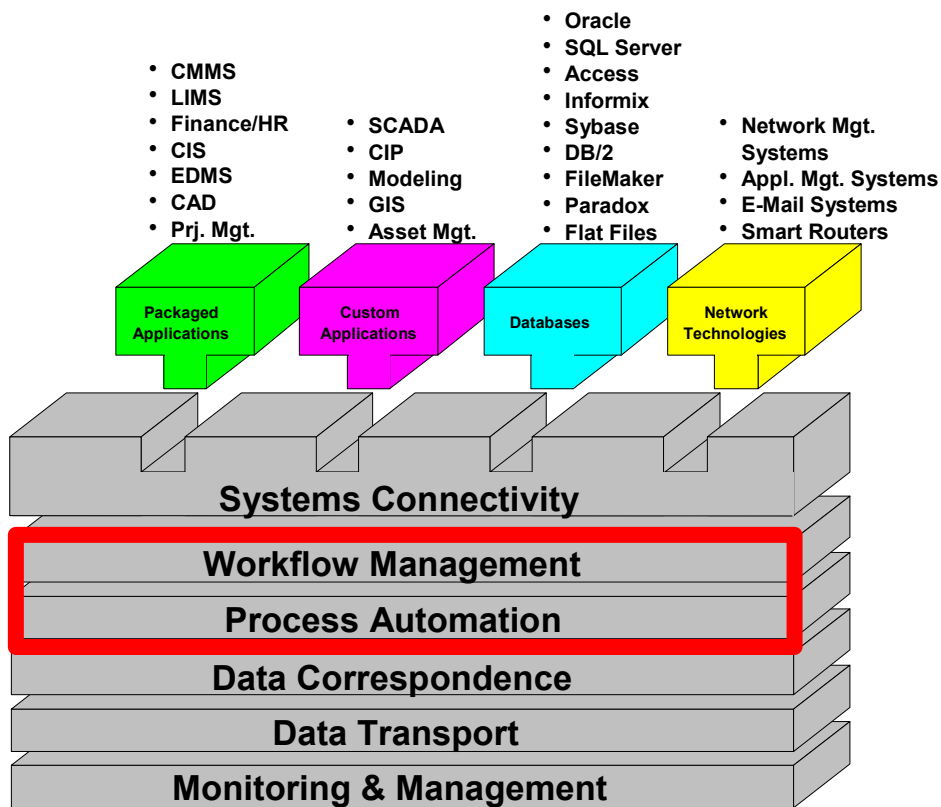 • CMMS
• LIMS
• Finance/HR
• CIS
• EDMS
• CAD
• Prj. Mgt.
• SCADA
• CIP
• Modeling
• GIS
• Asset Mgt.
• Oracle
• SQL Server
• Access
• Informix
• Sybase
• DB/2
• FileMaker
• Paradox
• Flat Files
• Network Mgt.
Systems
• Appl. Mgt. Systems
• E-Mail Systems
• Smart Routers
Packaged
Applications
Custom
Applications
Databases
Network
Technologies
Systems Connectivity
Workflow Management
Process Automation
Data Correspondence
Data Transport
Monitoring & Management